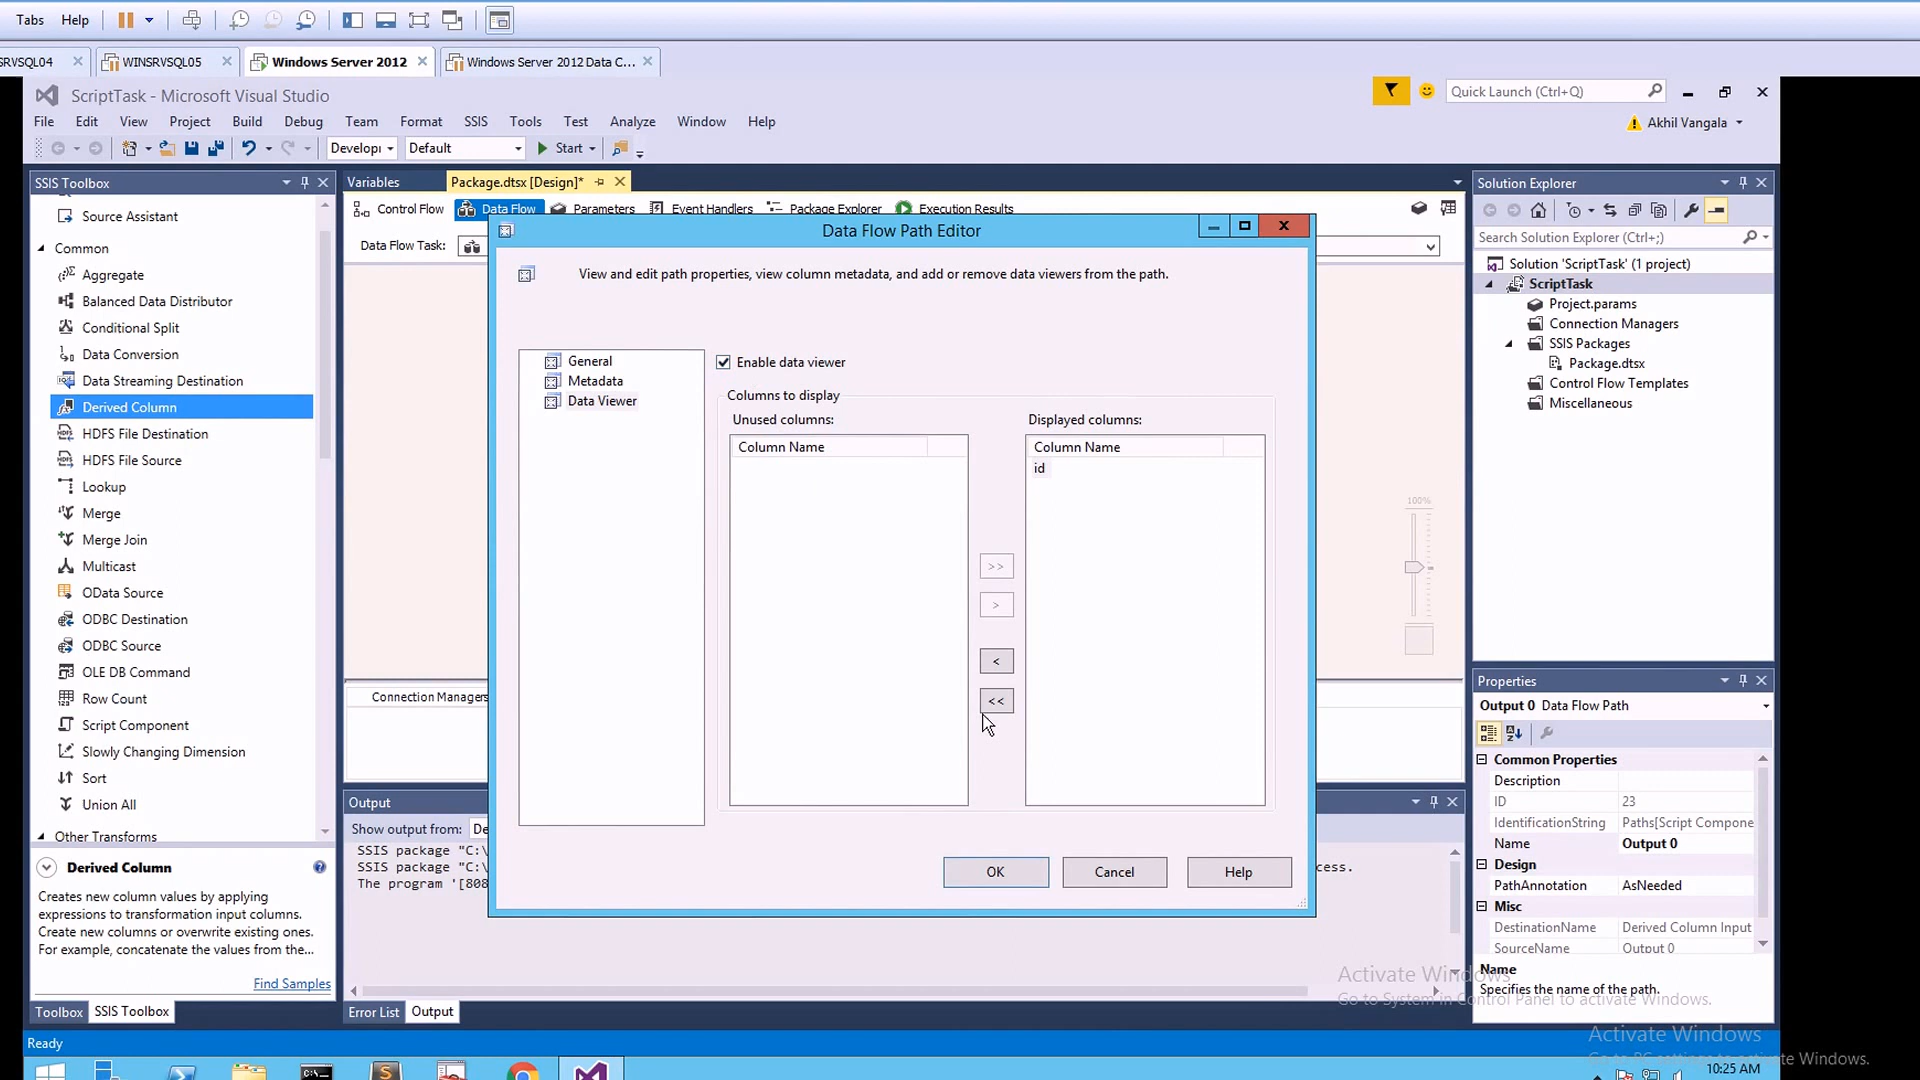 Tabs Help
SRVSQL04
WINSRVSQL05
Windows Server 2012
Windows Server 2012 Data C...
ScriptTask - Microsoft Visual Studio
Quick Launch (Ctrl+Q)
File Edit View Project Build Debug Team Format SSIS Tools Test Analyze Window Help
Akhil Vangala
Developi
Default
Start
SSIS Toolbox
Source Assistant
Common
Aggregate
Balanced Data Distributor
Conditional Split
Data Conversion
Data Streaming Destination
Derived Column
HDFS File Destination
HDFS File Source
Lookup
Merge
Merge Join
Multicast
OData Source
ODBC Destination
ODBC Source
OLE DB Command
Row Count
Script Component
Slowly Changing Dimension
Sort
Union All
Other Transforms
Derived Column
Creates new column values by applying
expressions to transformation input columns.
Create new columns or overwrite existing ones.
For example, concatenate the values from the...
Find Samples
Toolbox
SSIS Toolbox
Variables
Package.dtsx [Design]*
Control Flow
Data Flow
Parameters
Event Handlers
Package Explorer
Execution Results
Data Flow Task:
Data Flow Path Editor
View and edit path properties, view column metadata, and add or remove data viewers from the path.
General
Metadata
Data Viewer
Enable data viewer
Columns to display
Unused columns:
Column Name
>>
>
<
<<
Displayed columns:
Column Name
id
OK
Cancel
Help
100%
Connection Managers
Output
Show output from: De
SSIS package "C:\
SSIS package "C:\
cess.
The program '[808
Error List
Output
Solution Explorer
Search Solution Explorer (Ctrl+;)
Solution 'ScriptTask' (1 project)
ScriptTask
Project.params
Connection Managers
SSIS Packages
Package.dtsx
Control Flow Templates
Miscellaneous
Properties
Output 0 Data Flow Path
Common Properties
Description
ID 23
IdentificationString Paths[Script Compone
Name Output 0
Design
PathAnnotation AsNeeded
Misc
DestinationName Derived Column Input
SourceName Output 0
Name
Specifies the name of the path.
Activate Windows
Go to System in Control Panel to activate Windows.
Activate Windows
Go to PC settings to activate Windows.
Ready
10:25 AM